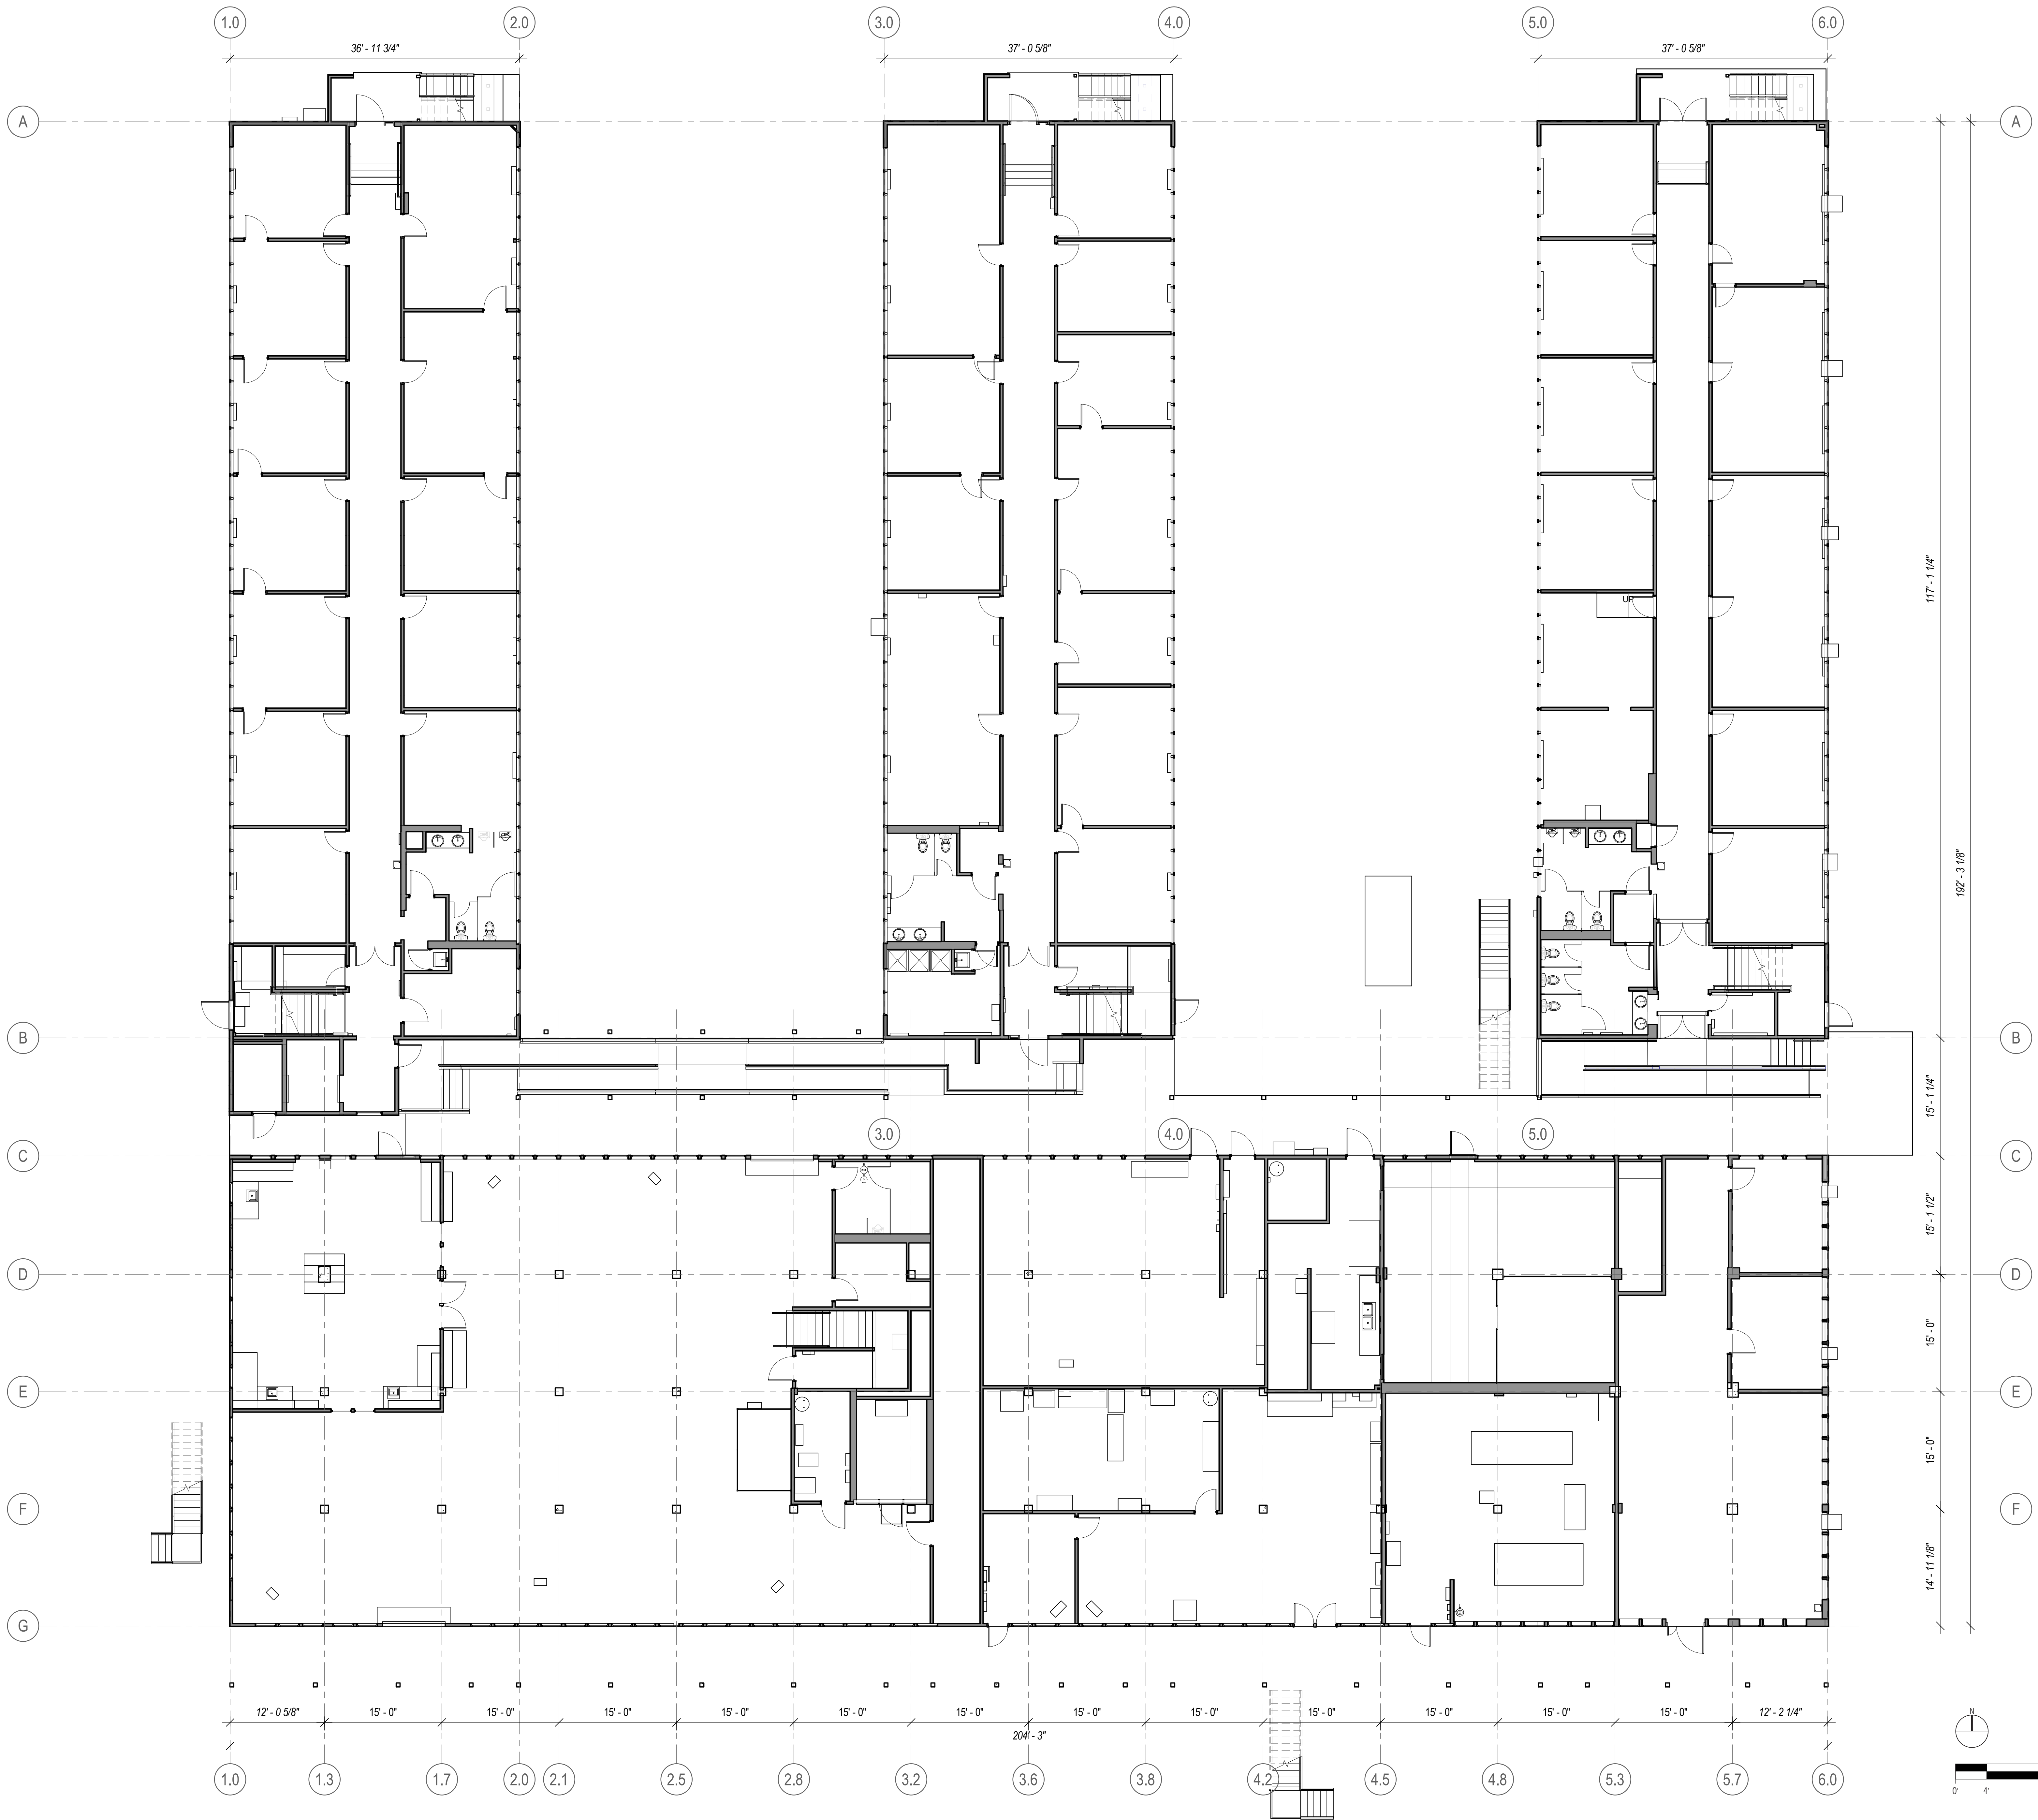 1.0 2.0 3.0 4.0 5.0 6.0
36' - 11 3/4" 37' - 0 5/8" 37' - 0 5/8"
A A
117' - 1 1/4"
UP
192' - 3 1/8"
B B
15' - 1 1/4"
3.0 4.0 5.0
C C
15' - 1 1/2"
D D
15' - 0"
E E
15' - 0"
F F
14' - 11 1/8"
G
12' - 0 5/8" 15' - 0" 15' - 0" 15' - 0" 15' - 0" 15' - 0" 15' - 0" 15' - 0" 15' - 0" 15' - 0" 15' - 0" 15' - 0" 15' - 0" 12' - 2 1/4"
N
204' - 3"
1.0 1.3 1.7 2.0 2.1 2.5 2.8 3.2 3.6 3.8 4.2 4.5 4.8 5.3 5.7 6.0
0' 4'